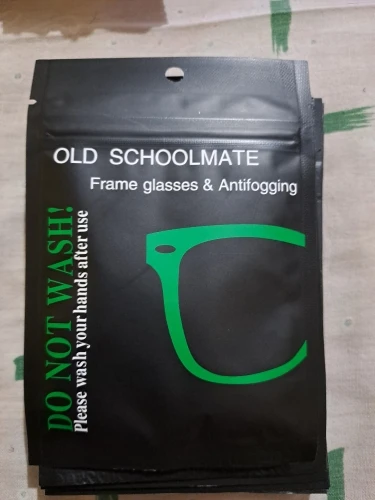 OLD SCHOOLMATE
Frame glasses & Antifogging
DO NOT WASH!
Please wash your hands after use